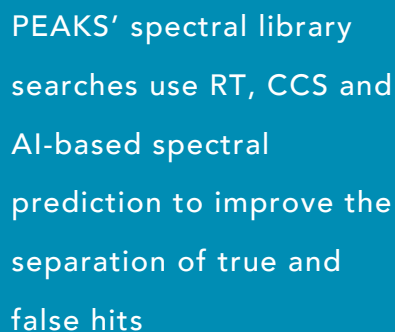 PEAKS’ spectral library
searches use RT, CCS and
AI-based spectral
prediction to improve the
separation of true and
false hits